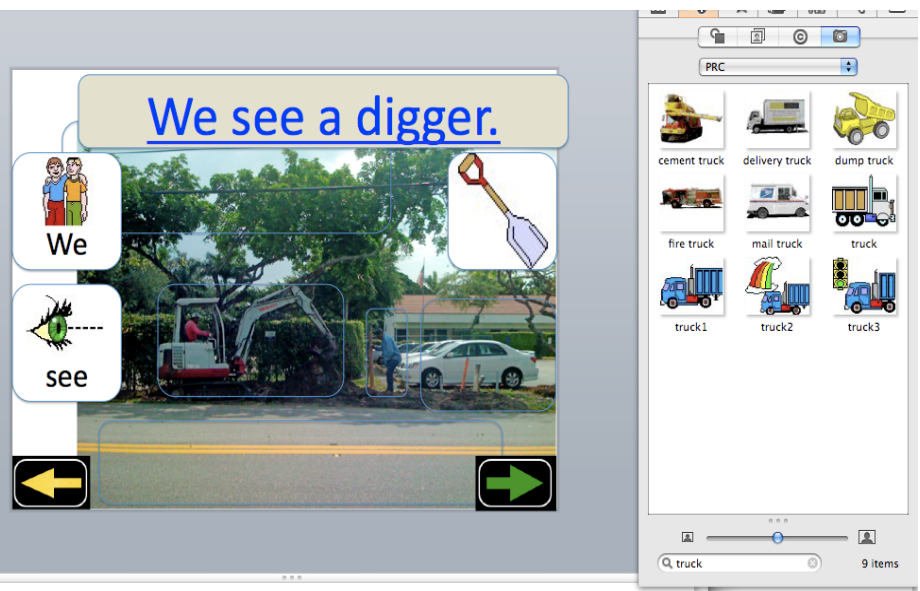 We see a digger.
We
see
PRC
cement truck
delivery truck
dump truck
fire truck
mail truck
truck
truck1
truck2
truck3
truck
9 items